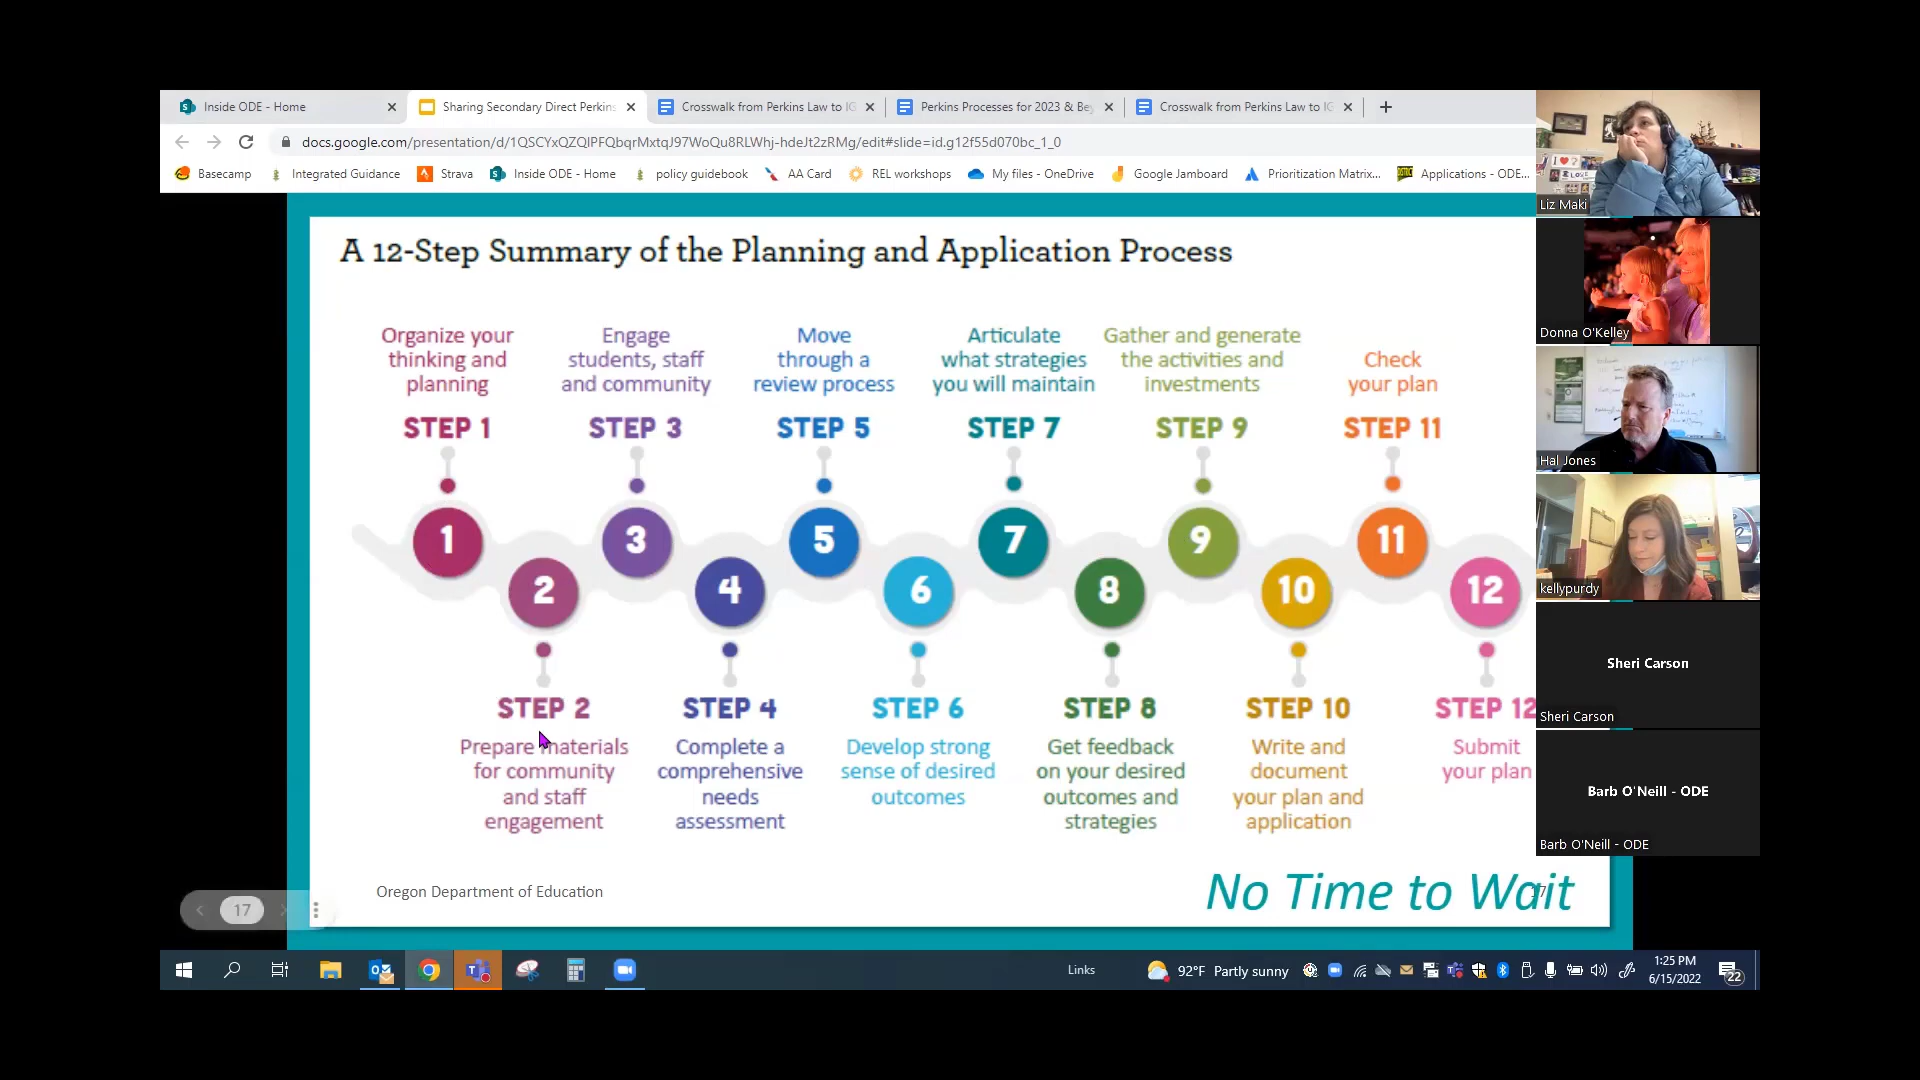 Inside ODE - Home
Sharing Secondary Direct Perkins
Crosswalk from Perkins Law to IG
Perkins Processes for 2023 & Be
Crosswalk from Perkins Law to IG
docs.google.com/presentation/d/1QSCYxQZQlPFQbqrMxtqJ97WoQu8RLWhj-hdeJt2zRMg/edit#slide=id.g12f55d070bc_1_0
Basecamp
Integrated Guidance
Strava
Inside ODE - Home
policy guidebook
AA Card
REL workshops
My files - OneDrive
Google Jamboard
Prioritization Matrix...
Applications - ODE...
A 12-Step Summary of the Planning and Application Process
Organize your
thinking and
planning
STEP 1
Engage
students, staff
and community
STEP 3
Move
through a
review process
STEP 5
Articulate
what strategies
you will maintain
STEP 7
Gather and generate
the activities and
investments
STEP 9
Check
your plan
STEP 11
1
2
3
4
5
6
7
8
9
10
11
12
STEP 2
Prepare materials
for community
and staff
engagement
STEP 4
Complete a
comprehensive
needs
assessment
STEP 6
Develop strong
sense of desired
outcomes
STEP 8
Get feedback
on your desired
outcomes and
strategies
STEP 10
Write and
document
your plan and
application
STEP 12
Submit
your plan
Oregon Department of Education
No Time to Wait
17
Liz Maki
Donna O'Kelley
Hal Jones
kellypurdy
Sheri Carson
Sheri Carson
Barb O'Neill - ODE
Barb O'Neill - ODE
Links
92°F Partly sunny
1:25 PM
6/15/2022
22